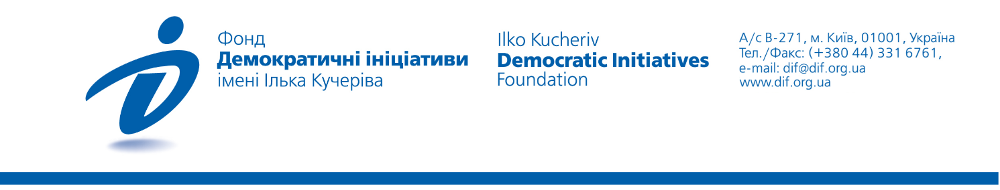 Фонд
Демократичні ініціативи
імені Ілька Кучеріва
Ilko Kucheriv
Democratic Initiatives
Foundation
А/с В-271, м. Київ, 01001, Україна
Тел./Факс: (+380 44) 331 6761,
e-mail: dif@dif.org.ua
www.dif.org.ua